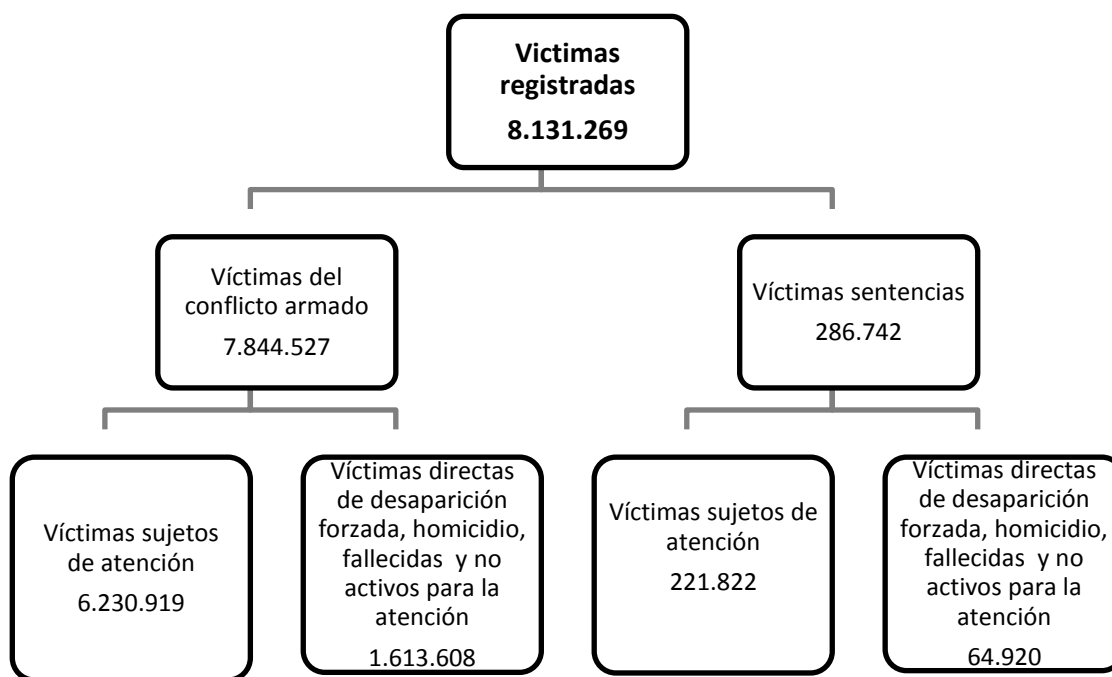 Victimas
registradas
8.131.269
Víctimas del
conflicto armado
7.844.527
Víctimas sentencias
286.742
Víctimas sujetos
de atención
6.230.919
Víctimas directas
de desaparición
forzada, homicidio,
fallecidas y no
activos para la
atención
1.613.608
Víctimas sujetos de
atención
221.822
Víctimas directas
de desaparición
forzada, homicidio,
fallecidas y no
activos para la
atención
64.920